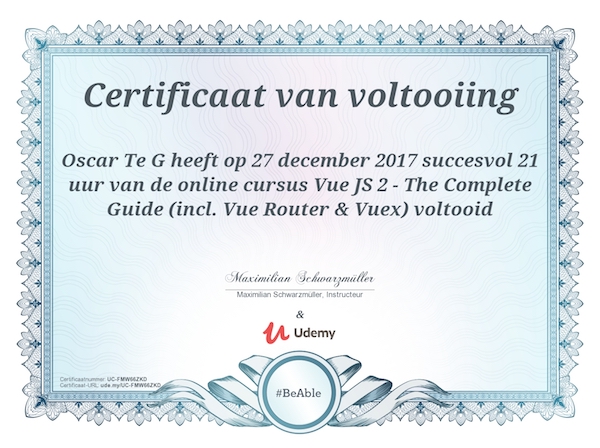 Certificaat van voltooiing
Oscar Te G heeft op 27 december 2017 succesvol 21
uur van de online cursus Vue JS 2 - The Complete
Guide (incl. Vue Router & Vuex) voltooid
Maximilian Schwarzmüller
Maximilian Schwarzmüller, Instructeur
&
Udemy
Certificaatnummer: UC-FMW66ZKD
Certificaat-URL: ude.my/UC-FMW66ZKD
#BeAble